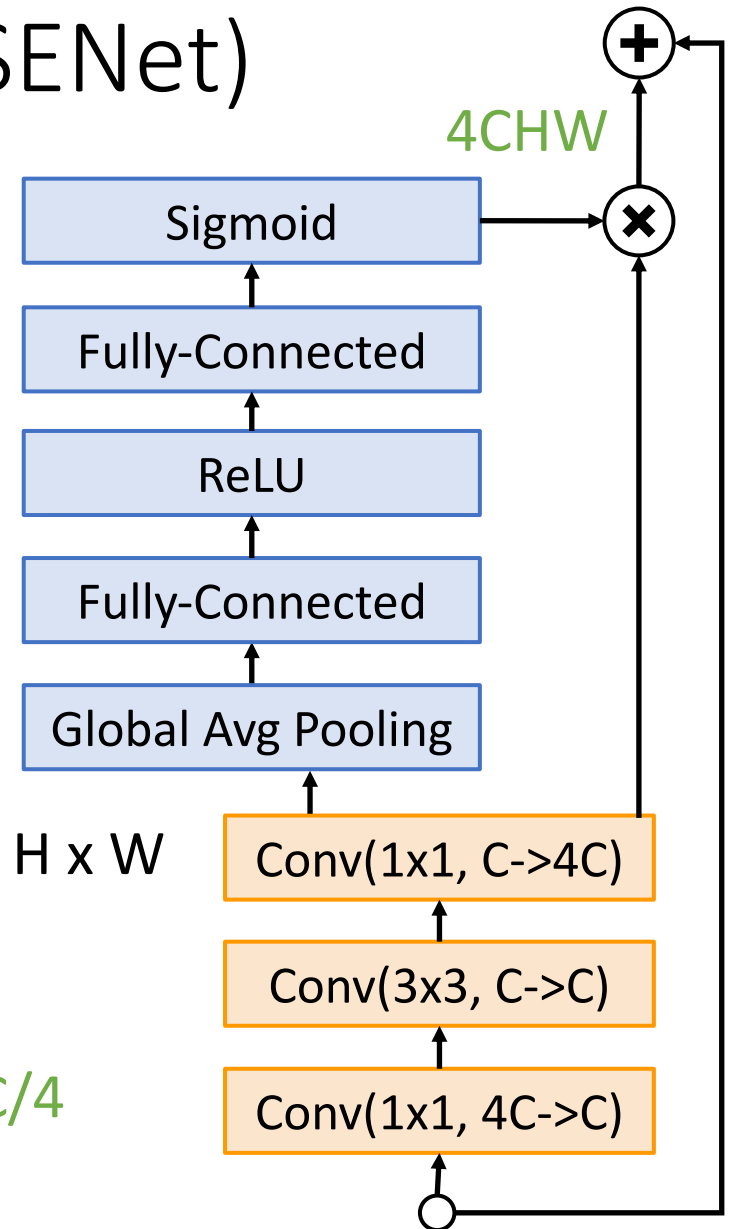 SENet)
4CHW
Sigmoid
Fully-Connected
ReLU
Fully-Connected
Global Avg Pooling
H x W
Conv(1x1, C->4C)
Conv(3x3, C->C)
C/4
Conv(1x1, 4C->C)